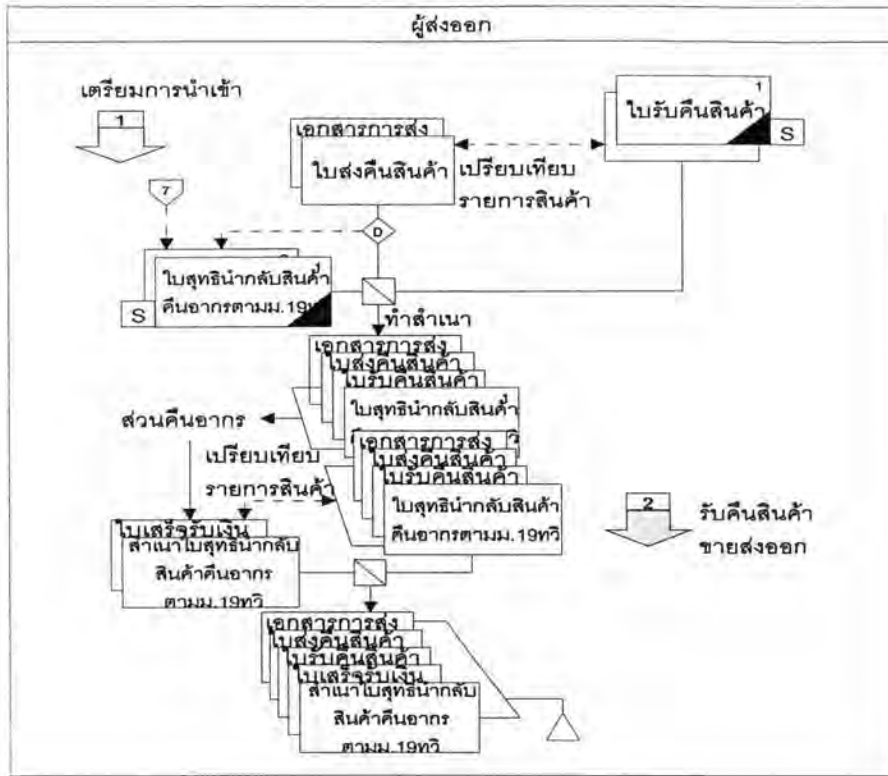 ผู้ส่งออก
เตรียมการนำเข้า
1
7
เอกสารการส่ง
ใบส่งคืนสินค้า
1
ใบรับคืนสินค้า
S
เปรียบเทียบ
รายการสินค้า
D
ใบสุทธินำกลับสินค้า
คืนอากรตามม.19ทวิ
S
ทำสำเนา
เอกสารการส่ง
ใบส่งคืนสินค้า
ใบรับคืนสินค้า
ใบสุทธินำกลับสินค้า
ส่วนคืนอากร
เปรียบเทียบ
รายการสินค้า
เอกสารการส่ง
ใบส่งคืนสินค้า
ใบรับคืนสินค้า
ใบสุทธินำกลับสินค้า
คืนอากรตามม.19ทวิ
2
รับคืนสินค้า
ขายส่งออก
ใบเสร็จรับเงิน
สำเนาใบสุทธินำกลับ
สินค้าคืนอากร
ตามม.19ทวิ
เอกสารการส่ง
ใบส่งคืนสินค้า
ใบรับคืนสินค้า
ใบเสร็จรับเงิน
สำเนาใบสุทธินำกลับ
สินค้าคืนอากร
ตามม.19ทวิ